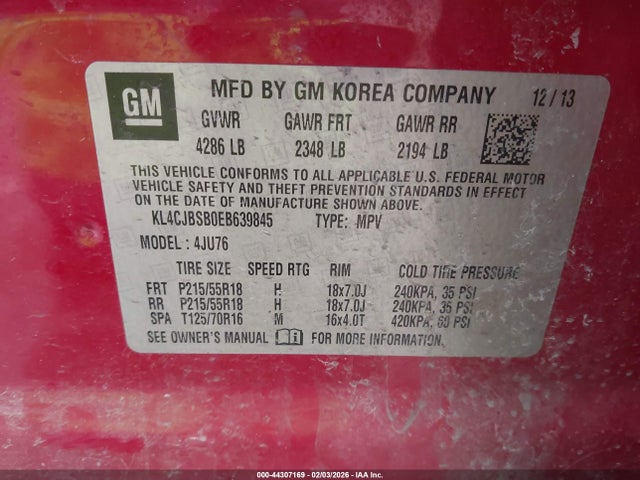 GM MFD BY GM KOREA COMPANY 12/13
GVWR GAWR FRT GAWR RR
4286 LB 2348 LB 2194 LB
THIS VEHICLE CONFORMS TO ALL APPLICABLE U.S. FEDERAL MOTOR
VEHICLE SAFETY AND THEFT PREVENTION STANDARDS IN EFFECT
ON THE DATE OF MANUFACTURE SHOWN ABOVE.
KL4CJBSB0EB639845 TYPE: MPV
MODEL: 4JU76
TIRE SIZE SPEED RTG RIM COLD TIRE PRESSURE
FRT P215/55R18 H 18x7.0J 240KPA, 35 PSI
RR P215/55R18 H 18x7.0J 240KPA, 35 PSI
SPA T125/70R16 M 16x4.0T 420KPA, 60 PSI
SEE OWNER'S MANUAL FOR MORE INFORMATION
000-44307169 | 02/03/2026 | IAA Inc.